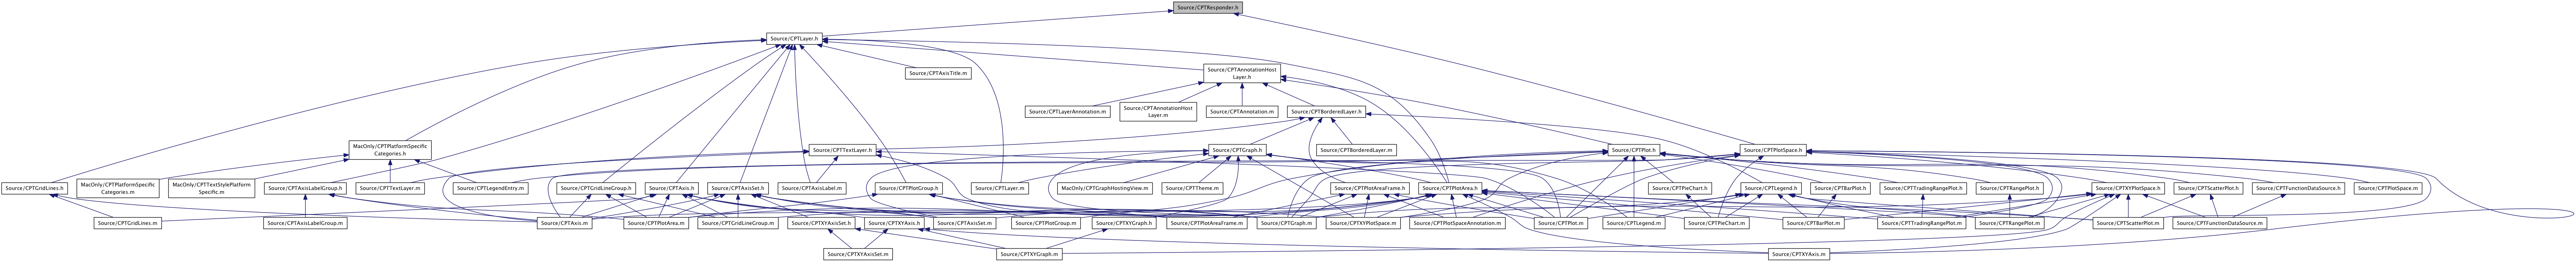 Source/CPTResponder.h
Source/CPTLayer.h
Source/CPTAxisTitle.m
Source/CPTAnnotationHost
Layer.h
Source/CPTLayerAnnotation.m
Source/CPTAnnotationHost
Layer.m
Source/CPTAnnotation.m
Source/CPTBorderedLayer.h
MacOnly/CPTPlatformSpecific
Categories.h
Source/CPTTextLayer.h
Source/CPTGraph.h
Source/CPTBorderedLayer.m
Source/CPTPlot.h
Source/CPTPlotSpace.h
Source/CPTGridLines.h
MacOnly/CPTPlatformSpecific
Categories.m
MacOnly/CPTTextStylePlatform
Specific.m
Source/CPTAxisLabelGroup.h
Source/CPTTextLayer.m
Source/CPTLegendEntry.m
Source/CPTGridLineGroup.h
Source/CPTAxis.h
Source/CPTAxisSet.h
Source/CPTAxisLabel.m
Source/CPTPlotGroup.h
Source/CPTLayer.m
MacOnly/CPTGraphHostingView.m
Source/CPTTheme.m
Source/CPTPlotAreaFrame.h
Source/CPTPlotArea.h
Source/CPTPieChart.h
Source/CPTLegend.h
Source/CPTBarPlot.h
Source/CPTTradingRangePlot.h
Source/CPTRangePlot.h
Source/CPTXYPlotSpace.h
Source/CPTScatterPlot.h
Source/CPTFunctionDataSource.h
Source/CPTPlotSpace.m
Source/CPTGridLines.m
Source/CPTAxisLabelGroup.m
Source/CPTAxis.m
Source/CPTPlotArea.m
Source/CPTGridLineGroup.m
Source/CPTXYAxisSet.h
Source/CPTXYAxis.h
Source/CPTAxisSet.m
Source/CPTPlotGroup.m
Source/CPTXYGraph.h
Source/CPTPlotAreaFrame.m
Source/CPTGraph.m
Source/CPTXYPlotSpace.m
Source/CPTPlotSpaceAnnotation.m
Source/CPTPlot.m
Source/CPTLegend.m
Source/CPTPieChart.m
Source/CPTBarPlot.m
Source/CPTTradingRangePlot.m
Source/CPTRangePlot.m
Source/CPTScatterPlot.m
Source/CPTFunctionDataSource.m
Source/CPTXYAxisSet.m
Source/CPTXYGraph.m
Source/CPTXYAxis.m